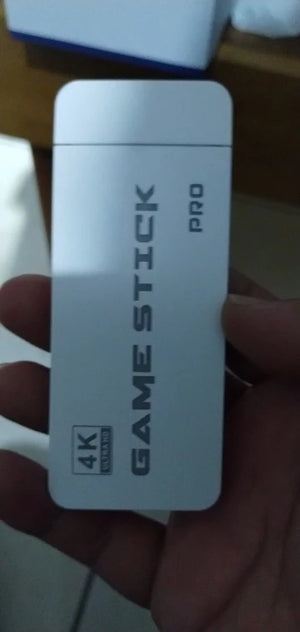 GAME STICK
PRO
4K
ULTRA HD